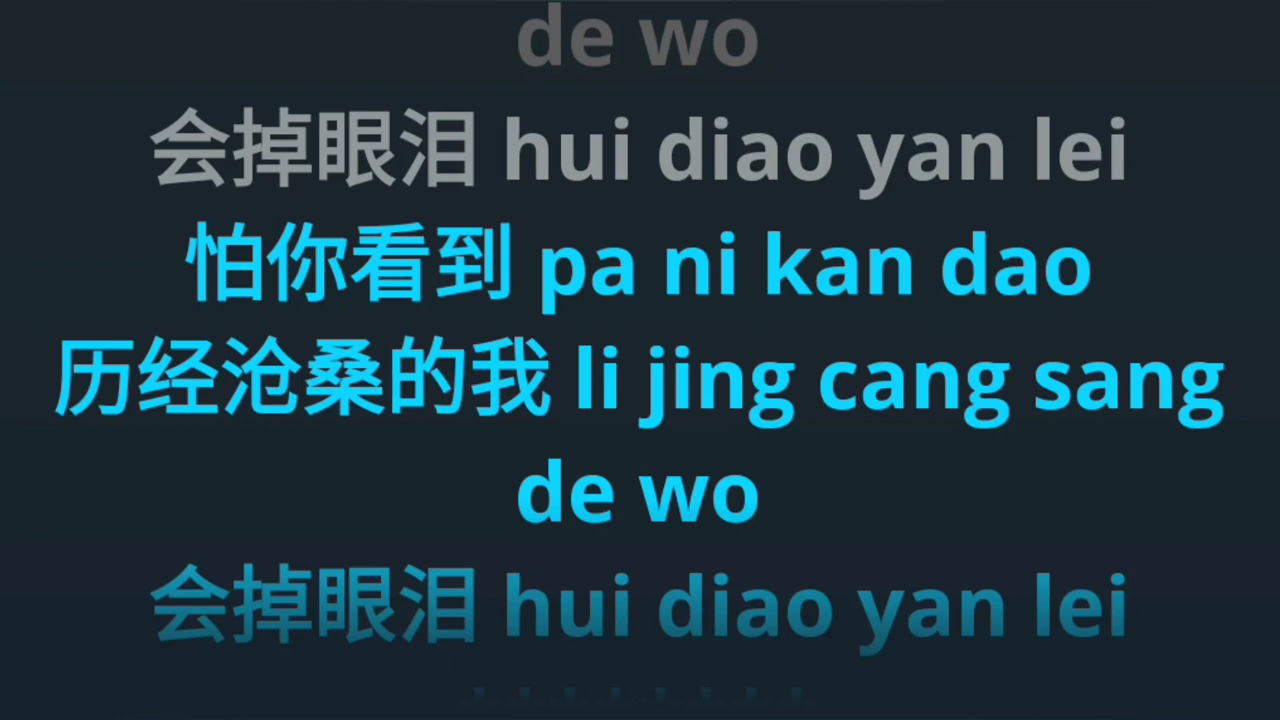 de wo
会掉眼泪 hui diao yan lei
怕你看到 pa ni kan dao
历经沧桑的我 li jing cang sang
de wo
会掉眼泪 hui diao yan lei